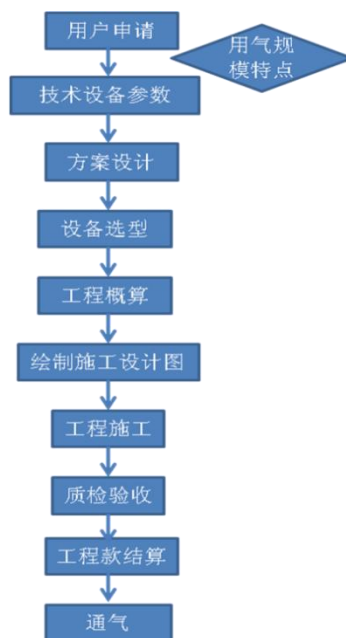 用户申请
用气规
模特点
技术设备参数
方案设计
设备选型
工程概算
绘制施工设计图
工程施工
质检验收
工程款结算
通气